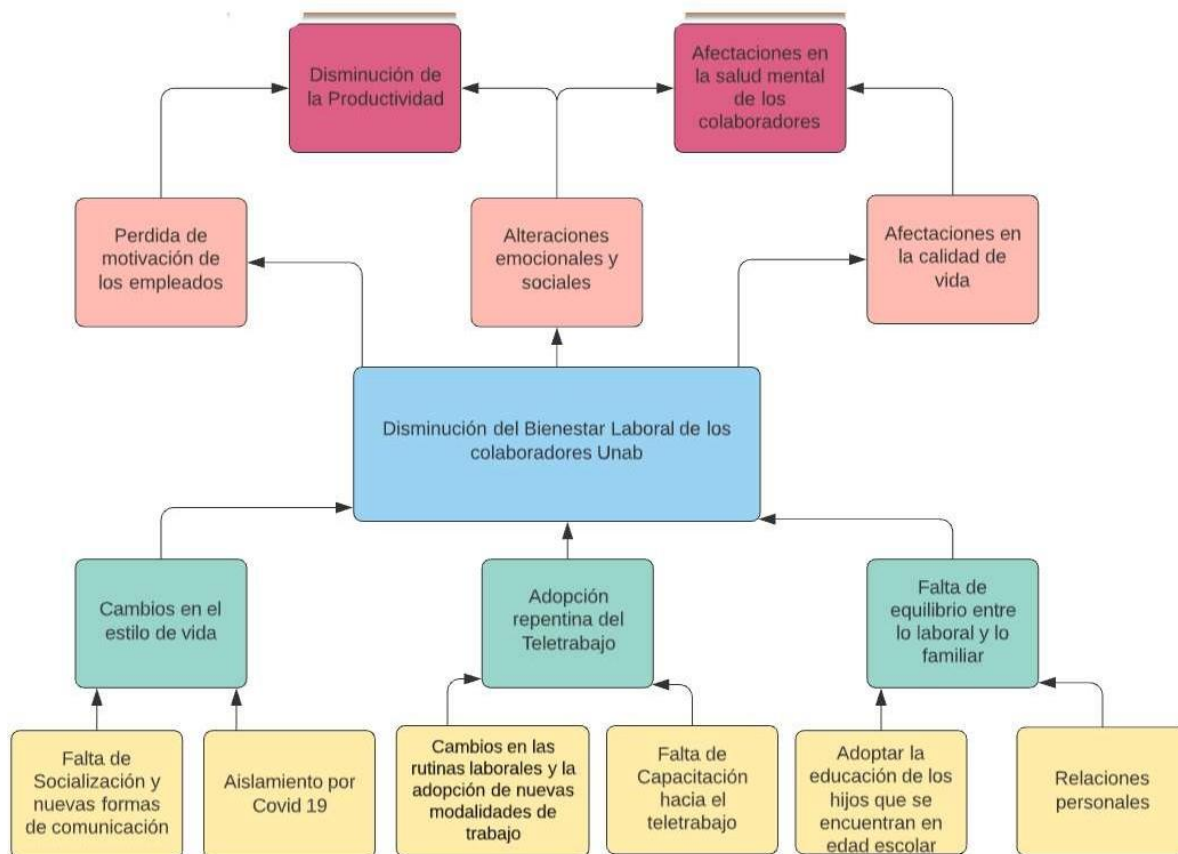 Disminución de
la Productividad
Afectaciones en
la salud mental
de los
colaboradores
Perdida de
motivación de
los empleados
Alteraciones
emocionales y
sociales
Afectaciones en
la calidad de
vida
Disminución del Bienestar Laboral de los
colaboradores Unab
Cambios en el
estilo de vida
Adopción
repentina del
Teletrabajo
Falta de
equilibrio entre
lo laboral y lo
familiar
Falta de
Socialización y
nuevas formas
de comunicación
Aislamiento por
Covid 19
Cambios en las
rutinas laborales y la
adopción de nuevas
modalidades de
trabajo
Falta de
Capacitación
hacia el
teletrabajo
Adoptar la
educación de los
hijos que se
encuentran en
edad escolar
Relaciones
personales